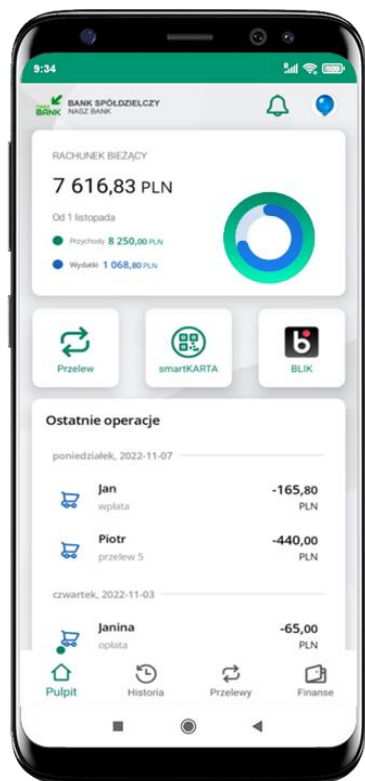 9:34
NASZ
BANK
BANK SPÓŁDZIELCZY
NASZ BANK
RACHUNEK BIEŻĄCY
7 616,83 PLN
Od 1 listopada
Przychody 8 250,00 PLN
Wydatki 1 068,80 PLN
Przelew
smartKARTA
BLIK
Ostatnie operacje
poniedziałek, 2022-11-07
Jan -165,80
wpłata PLN
Piotr -440,00
przelew 5 PLN
czwartek, 2022-11-03
Janina -65,00
opłata PLN
Pulpit Historia Przelewy Finanse